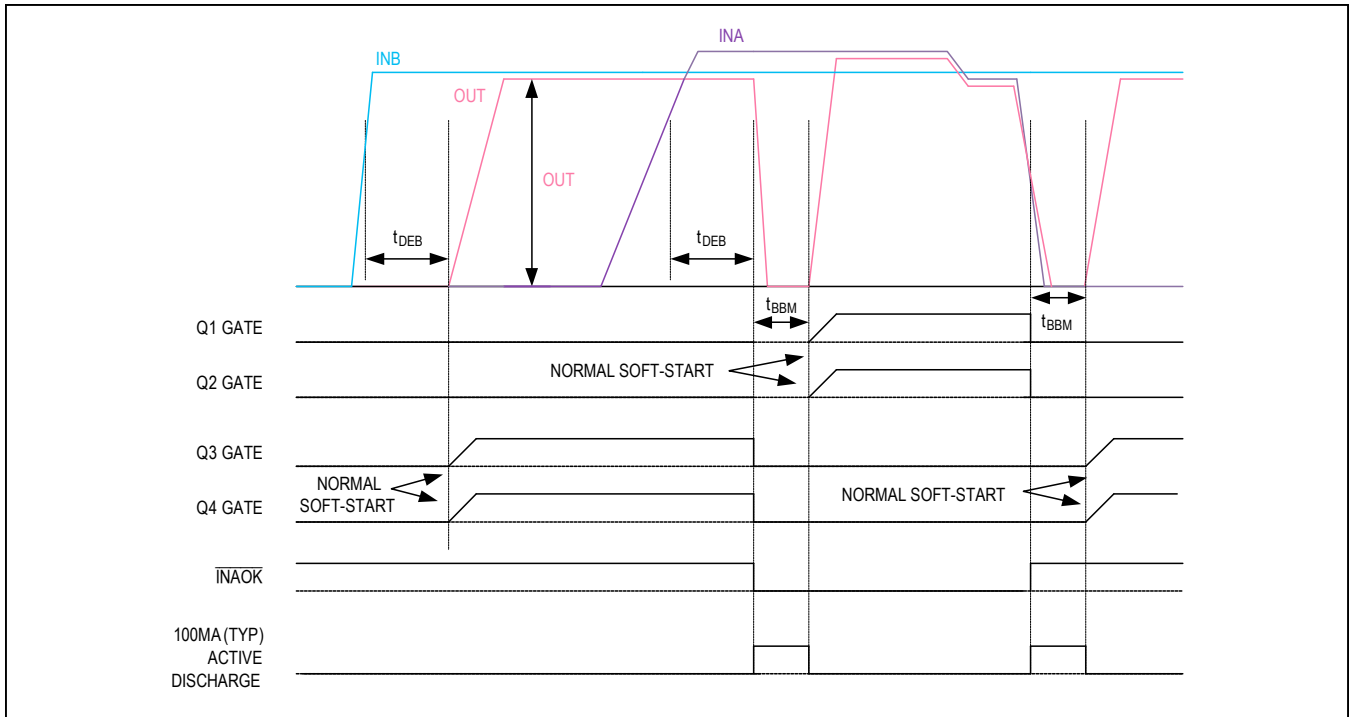 INA
INB
OUT
OUT
tDEB
tDEB
tBBM
tBBM
Q1 GATE
NORMAL SOFT-START
Q2 GATE
Q3 GATE
NORMAL
SOFT-START
NORMAL SOFT-START
Q4 GATE
INAOK
100MA (TYP)
ACTIVE
DISCHARGE